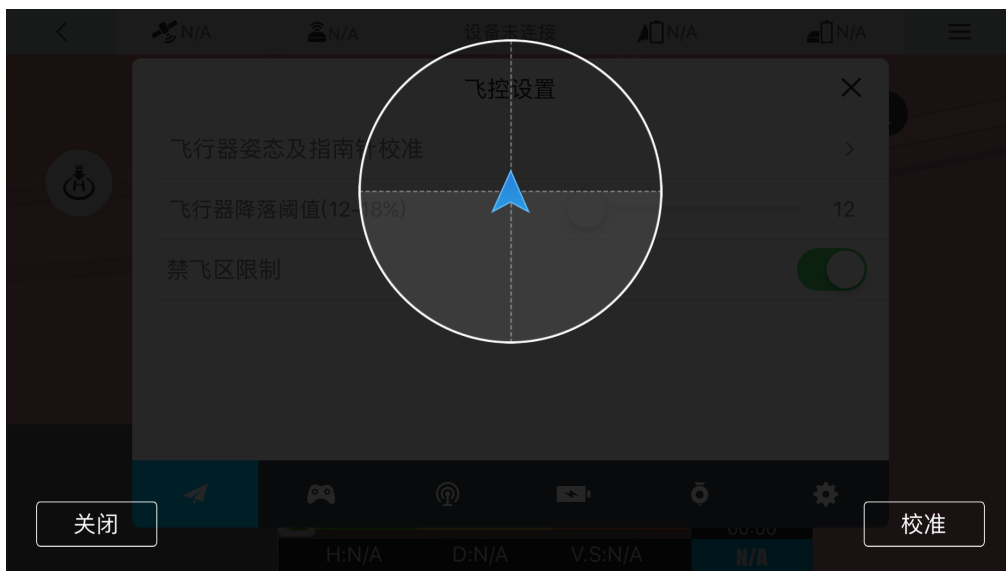 N/A N/A 设备未连接 N/A N/A
飞控设置
飞行器姿态及指南针校准
飞行器降落阈值(12-18%) 12
禁飞区限制
关闭 校准
00:00
H:N/A D:N/A V.S:N/A N/A